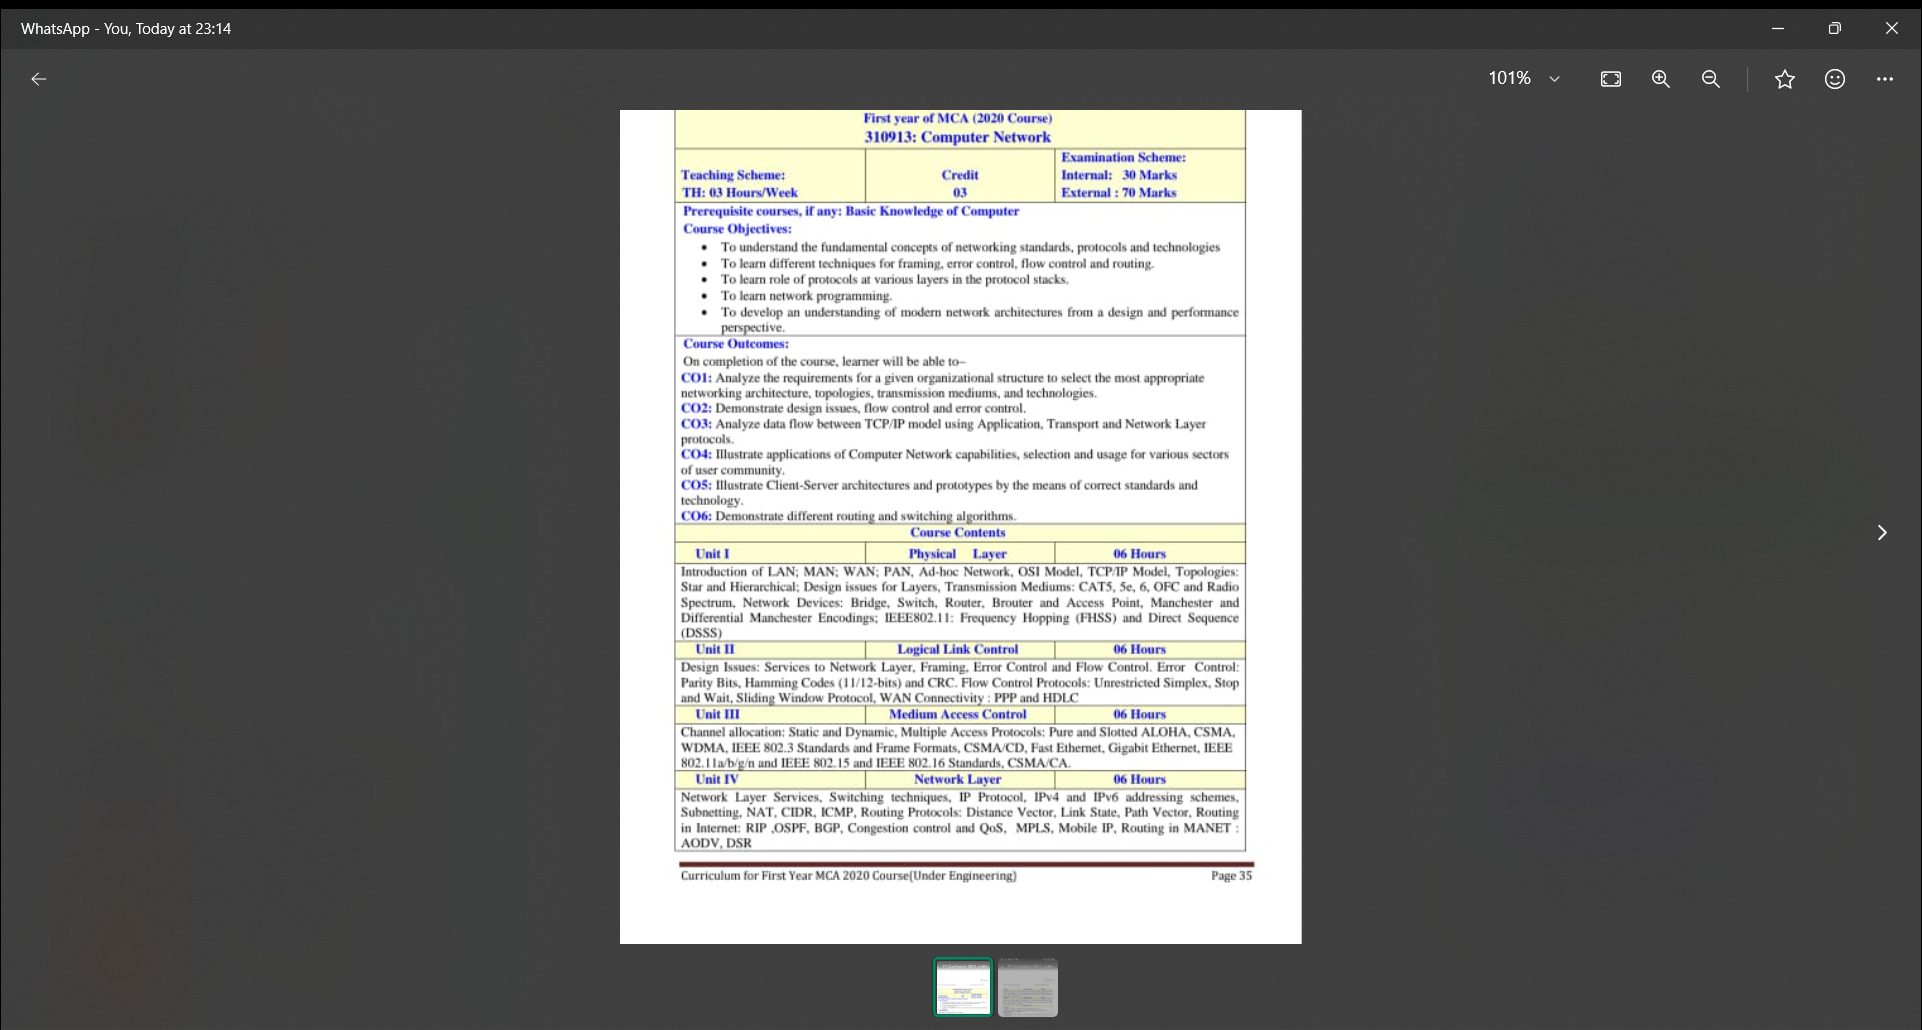 WhatsApp - You, Today at 23:14
101%
First year of MCA (2020 Course)
310913: Computer Network
Teaching Scheme:
TH: 03 Hours/Week
Credit
03
Examination Scheme:
Internal: 30 Marks
External : 70 Marks
Prerequisite courses, if any: Basic Knowledge of Computer
Course Objectives:
• To understand the fundamental concepts of networking standards, protocols and technologies
• To learn different techniques for framing, error control, flow control and routing.
• To learn role of protocols at various layers in the protocol stacks.
• To learn network programming.
• To develop an understanding of modern network architectures from a design and performance
perspective.
Course Outcomes:
On completion of the course, learner will be able to–
CO1: Analyze the requirements for a given organizational structure to select the most appropriate
networking architecture, topologies, transmission mediums, and technologies.
CO2: Demonstrate design issues, flow control and error control.
CO3: Analyze data flow between TCP/IP model using Application, Transport and Network Layer
protocols.
CO4: Illustrate applications of Computer Network capabilities, selection and usage for various sectors
of user community.
CO5: Illustrate Client-Server architectures and prototypes by the means of correct standards and
technology.
CO6: Demonstrate different routing and switching algorithms.
Course Contents
Unit I Physical Layer 06 Hours
Introduction of LAN; MAN; WAN; PAN, Ad-hoc Network, OSI Model, TCP/IP Model, Topologies:
Star and Hierarchical; Design issues for Layers, Transmission Mediums: CAT5, 5e, 6, OFC and Radio
Spectrum, Network Devices: Bridge, Switch, Router, Brouter and Access Point, Manchester and
Differential Manchester Encodings; IEEE802.11: Frequency Hopping (FHSS) and Direct Sequence
(DSSS)
Unit II Logical Link Control 06 Hours
Design Issues: Services to Network Layer, Framing, Error Control and Flow Control. Error Control:
Parity Bits, Hamming Codes (11/12-bits) and CRC. Flow Control Protocols: Unrestricted Simplex, Stop
and Wait, Sliding Window Protocol, WAN Connectivity : PPP and HDLC
Unit III Medium Access Control 06 Hours
Channel allocation: Static and Dynamic, Multiple Access Protocols: Pure and Slotted ALOHA, CSMA,
WDMA, IEEE 802.3 Standards and Frame Formats, CSMA/CD, Fast Ethernet, Gigabit Ethernet, IEEE
802.11a/b/g/n and IEEE 802.15 and IEEE 802.16 Standards, CSMA/CA.
Unit IV Network Layer 06 Hours
Network Layer Services, Switching techniques, IP Protocol, IPv4 and IPv6 addressing schemes,
Subnetting, NAT, CIDR, ICMP, Routing Protocols: Distance Vector, Link State, Path Vector, Routing
in Internet: RIP ,OSPF, BGP, Congestion control and QoS, MPLS, Mobile IP, Routing in MANET :
AODV, DSR
Curriculum for First Year MCA 2020 Course(Under Engineering) Page 35